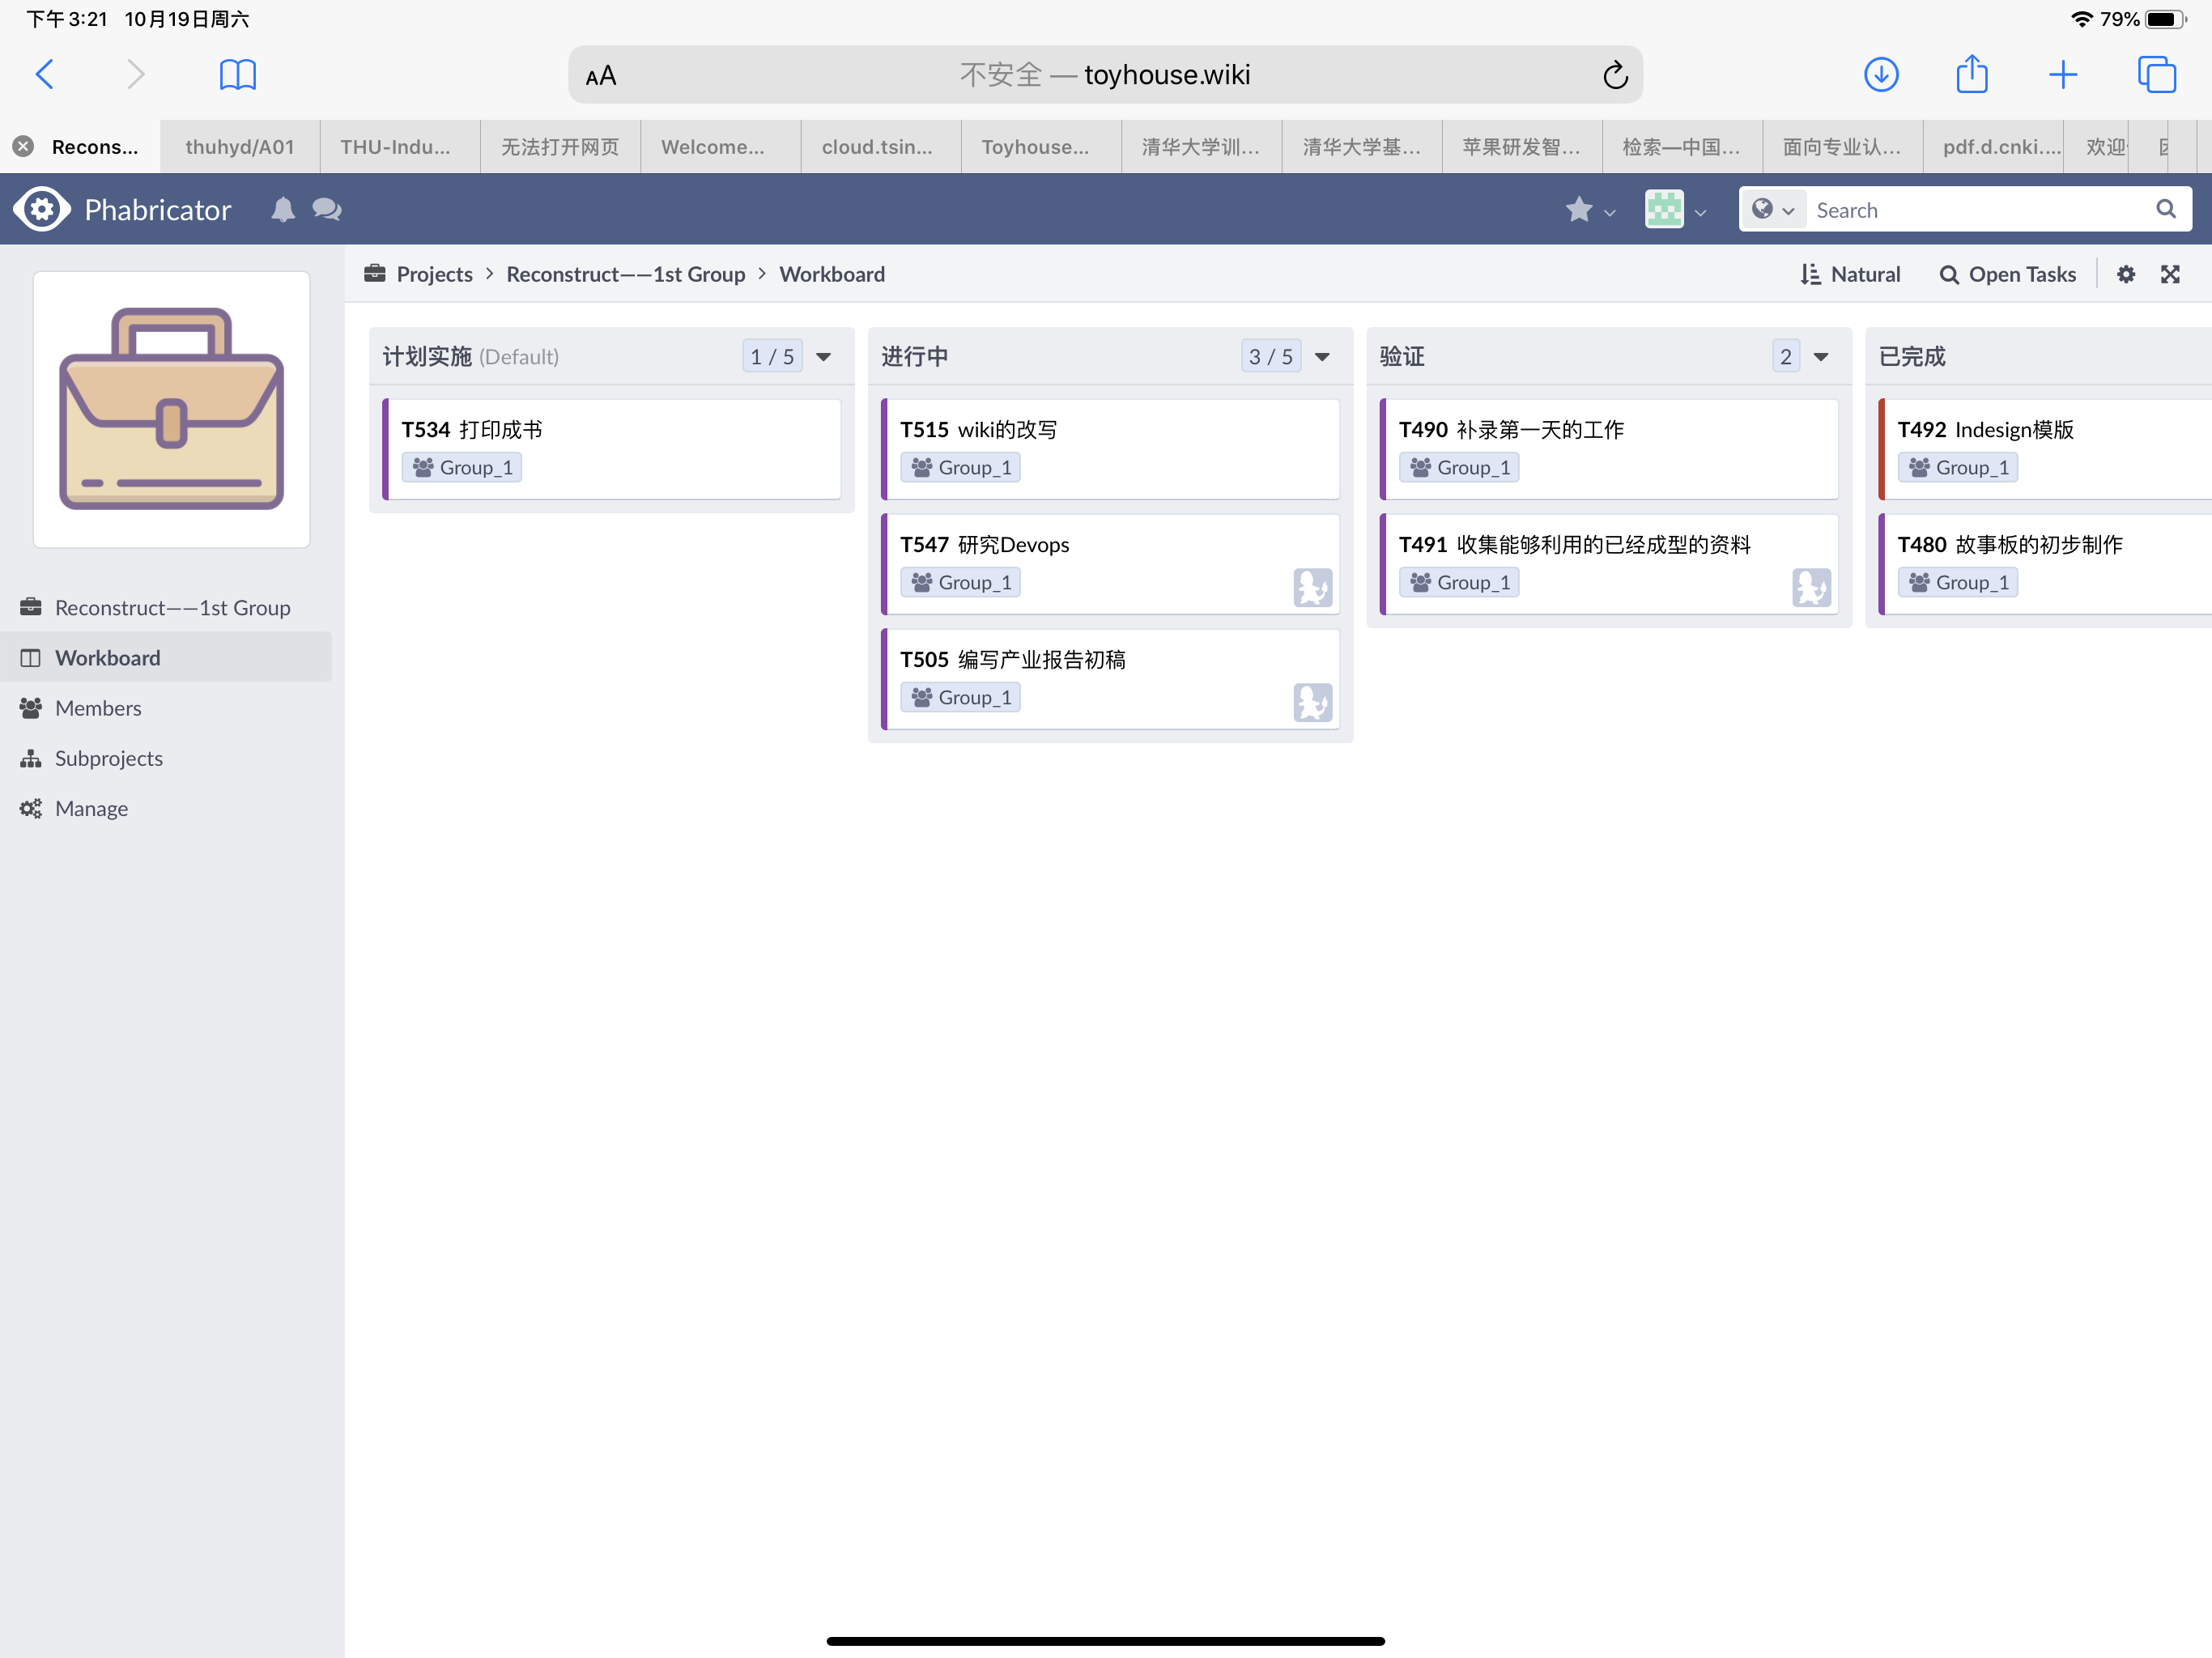 下午3:21 10月19日周六 79%
AA 不安全 — toyhouse.wiki
Recons... thuhyd/A01 THU-Indu... 无法打开网页 Welcome... cloud.tsin... Toyhouse... 清华大学训... 清华大学基... 苹果研发智... 检索—中国... 面向专业认... pdf.d.cnki.... 欢迎
Phabricator Search
Projects > Reconstruct——1st Group > Workboard Natural Open Tasks
Reconstruct——1st Group
Workboard
Members
Subprojects
Manage
计划实施 (Default) 1 / 5
T534 打印成书
Group_1
进行中 3 / 5
T515 wiki的改写
Group_1
T547 研究Devops
Group_1
T505 编写产业报告初稿
Group_1
验证 2
T490 补录第一天的工作
Group_1
T491 收集能够利用的已经成型的资料
Group_1
已完成
T492 Indesign模版
Group_1
T480 故事板的初步制作
Group_1